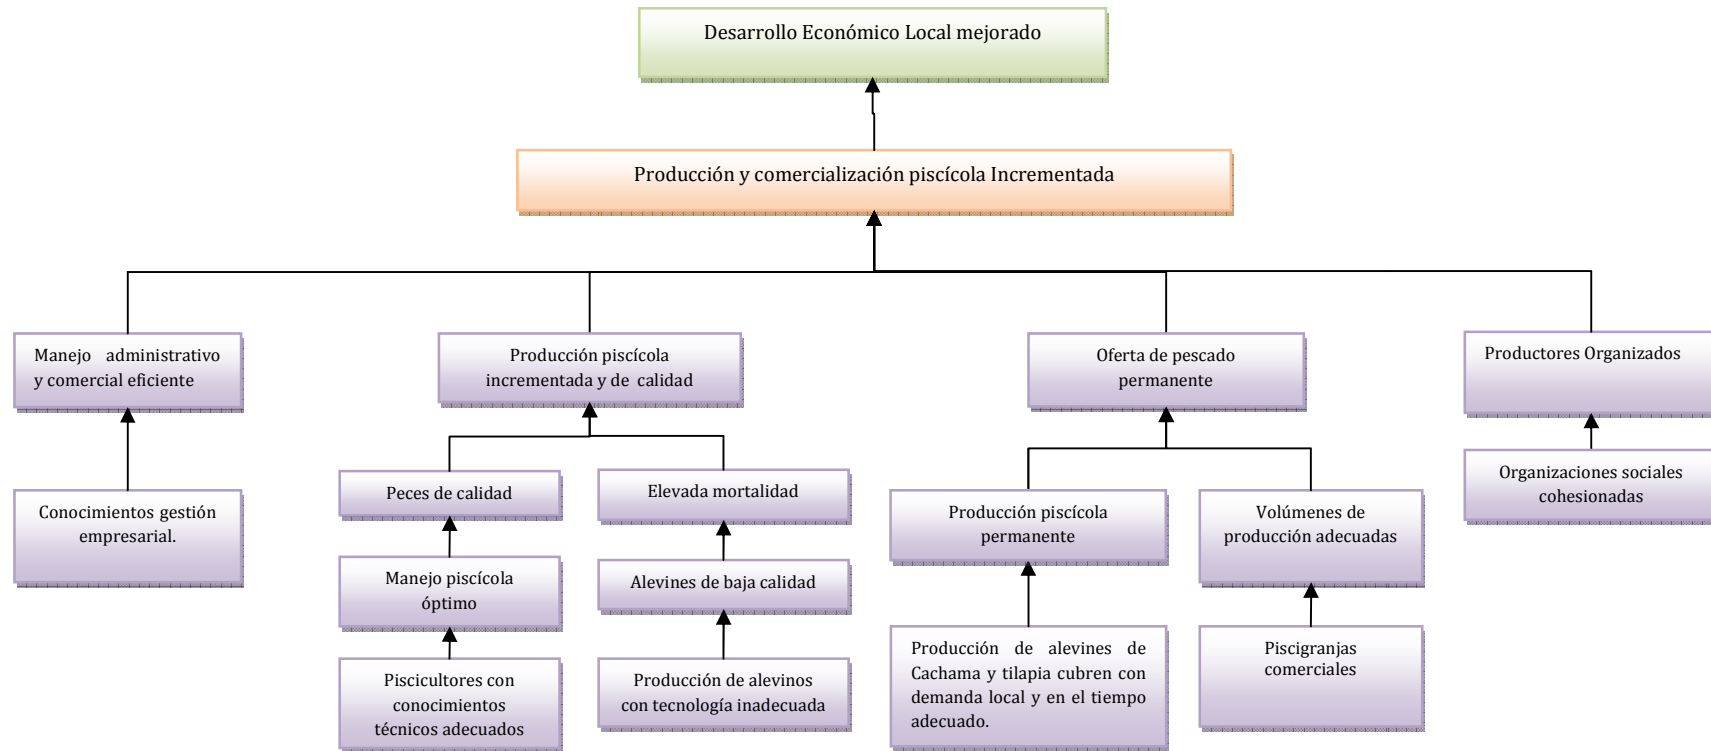 Desarrollo Económico Local mejorado
Producción y comercialización piscícola Incrementada
Manejo administrativo
y comercial eficiente
Producción piscícola
incrementada y de calidad
Oferta de pescado
permanente
Productores Organizados
Conocimientos gestión
empresarial.
Peces de calidad
Elevada mortalidad
Producción piscícola
permanente
Volúmenes de
producción adecuadas
Organizaciones sociales
cohesionadas
Manejo piscícola
óptimo
Alevines de baja calidad
Piscicultores con
conocimientos
técnicos adecuados
Producción de alevinos
con tecnología inadecuada
Producción de alevines de
Cachama y tilapia cubren con
demanda local y en el tiempo
adecuado.
Piscigranjas
comerciales